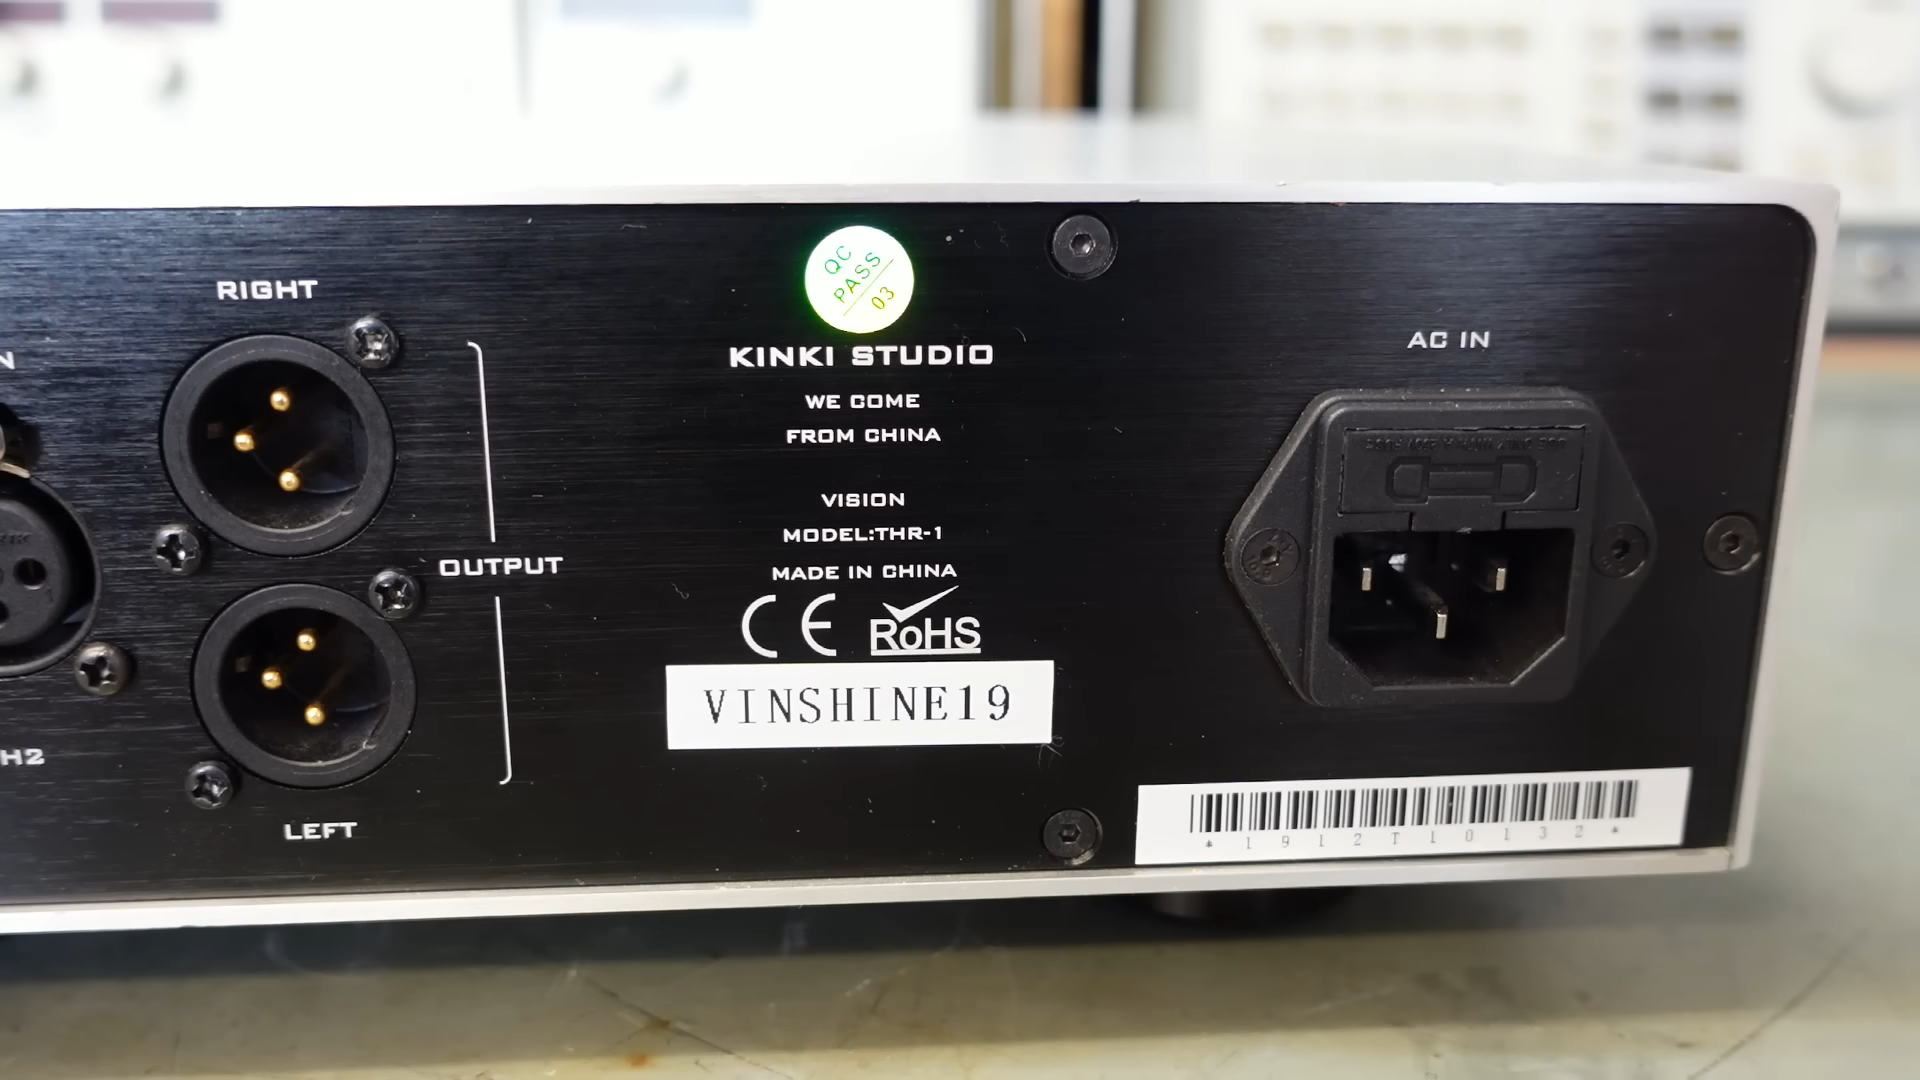 RIGHT
N
OUTPUT
H2
LEFT
QC
PASS
03
KINKI STUDIO
WE COME
FROM CHINA
VISION
MODEL:THR-1
MADE IN CHINA
CE
RoHS
VINSHINE19
AC IN
*1912T10132*